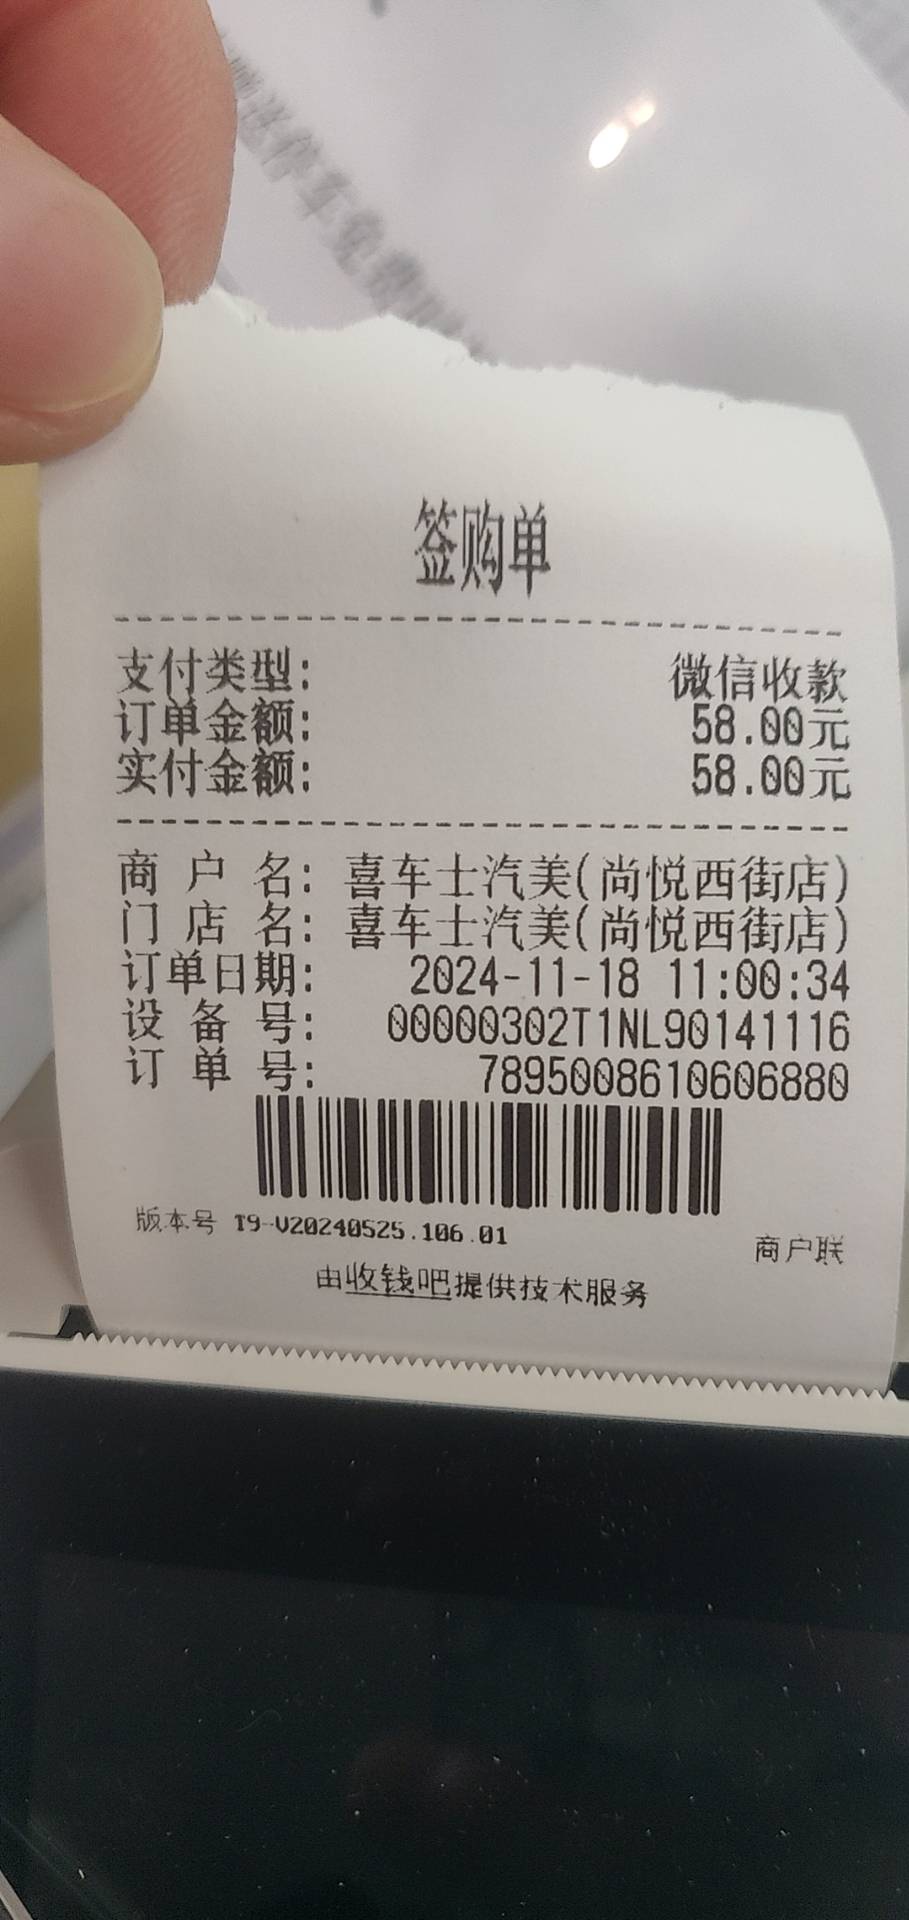 停车免费
签购单
支付类型: 微信收款
订单金额: 58.00元
实付金额: 58.00元
商户名: 喜车士汽美(尚悦西街店)
门店名: 喜车士汽美(尚悦西街店)
订单日期: 2024-11-18 11:00:34
设备号: 00000302T1NL90141116
订单号: 7895008610606880
版本号 T9-V20240525.106.01
商户联
由收钱吧提供技术服务